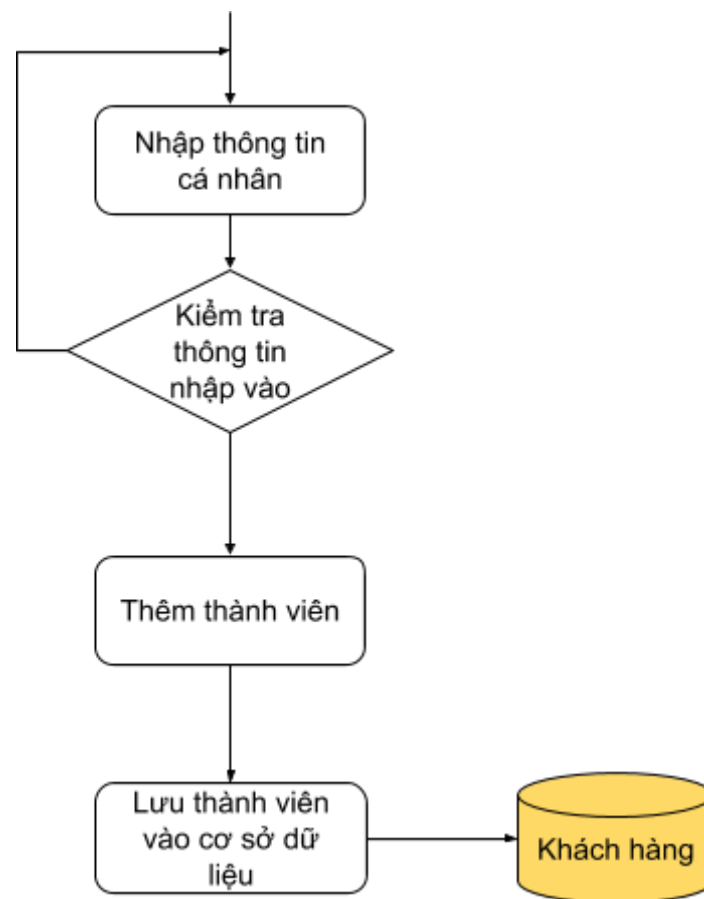 Nhập thông tin
cá nhân
Kiểm tra
thông tin
nhập vào
Thêm thành viên
Lưu thành viên
vào cơ sở dữ
liệu
Khách hàng